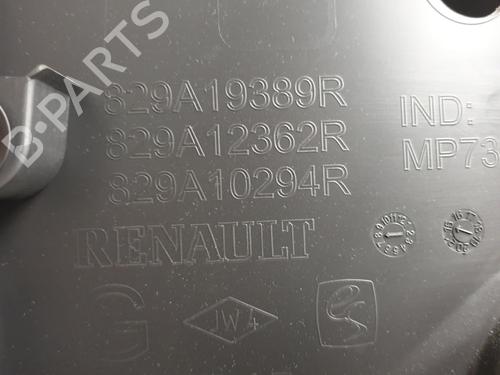 B-PARTS
829A19389R
829A12362R
829A10294R
IND:
MP73
RENAULT
G
JW4